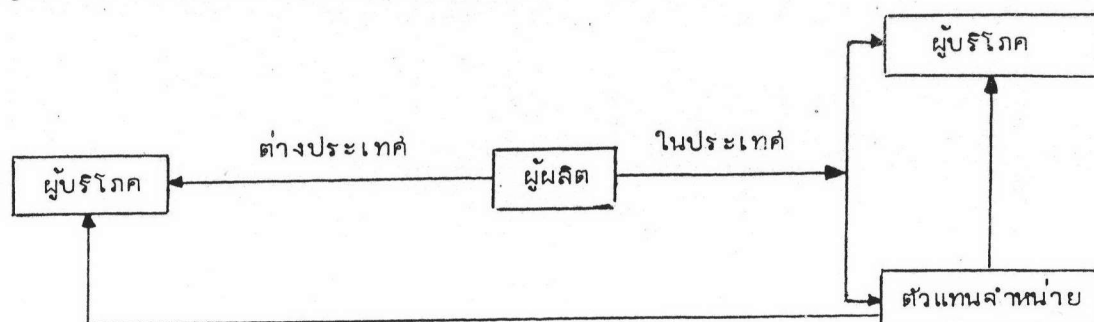 ผู้บริโภค
ต่างประเทศ
ในประเทศ
ผู้บริโภค
ผู้ผลิต
ตัวแทนจำหน่าย